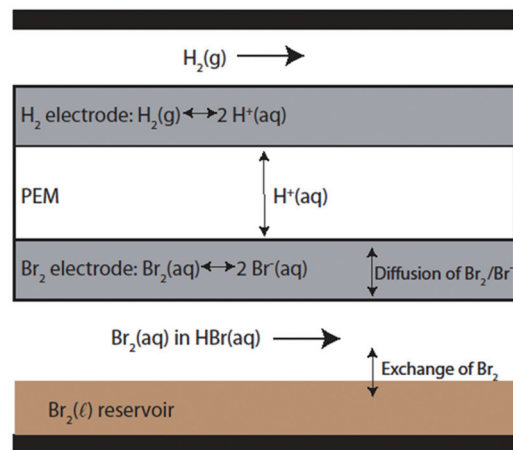 H₂(g)
H₂ electrode: H₂(g)↔2 H⁺(aq)
PEM
H⁺(aq)
Br₂ electrode: Br₂(aq)↔2 Br⁻(aq)
Diffusion of Br₂/Br⁻
Br₂(aq) in HBr(aq)
Exchange of Br₂
Br₂(ℓ) reservoir